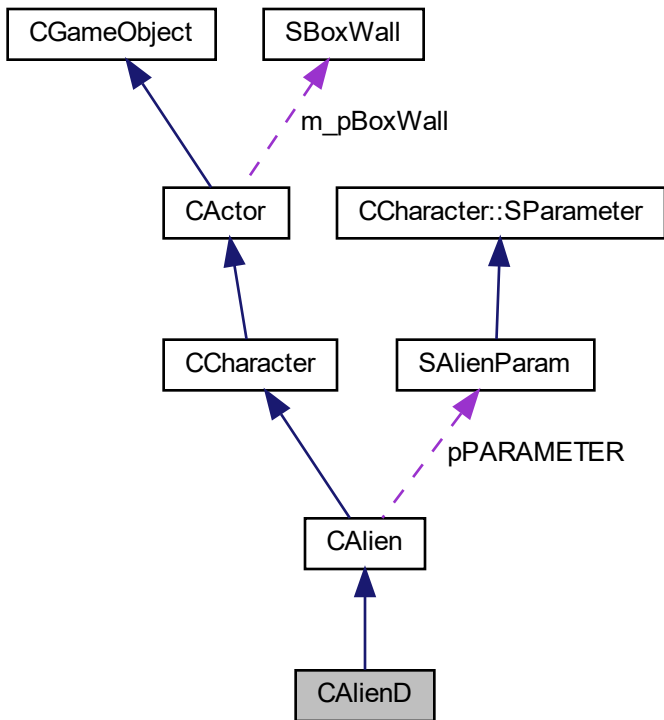 CGameObject
SBoxWall
m_pBoxWall
CActor
CCharacter::SParameter
CCharacter
SAlienParam
pPARAMETER
CAlien
CAlienD